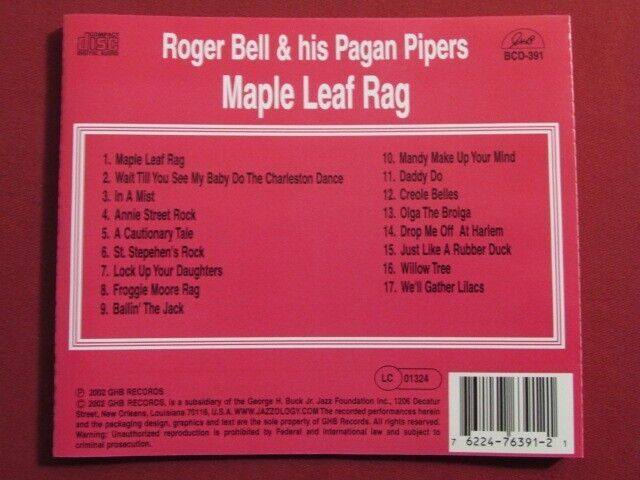 COMPACT
disc
DIGITAL AUDIO
Roger Bell & his Pagan Pipers
Maple Leaf Rag
GHB
BCD-391
1. Maple Leaf Rag
2. Wait Till You See My Baby Do The Charleston Dance
3. In A Mist
4. Annie Street Rock
5. A Cautionary Tale
6. St. Stepehen's Rock
7. Lock Up Your Daughters
8. Froggie Moore Rag
9. Ballin' The Jack
10. Mandy Make Up Your Mind
11. Daddy Do
12. Creole Belles
13. Olga The Broiga
14. Drop Me Off At Harlem
15. Just Like A Rubber Duck
16. Willow Tree
17. We'll Gather Lilacs
LC 01324
℗ 2002 GHB RECORDS
© 2002 GHB RECORDS, is a subsidiary of the George H. Buck Jr. Jazz Foundation Inc., 1206 Decatur
Street, New Orleans, Louisiana 70116, U.S.A. WWW.JAZZOLOGY.COM The recorded performances herein
and the packaging design, graphics and text are the sole property of GHB Records. All rights reserved.
Warning: Unauthorized reproduction is prohibited by Federal and International law and subject to
criminal prosecution.
7 6224-76391-2 1